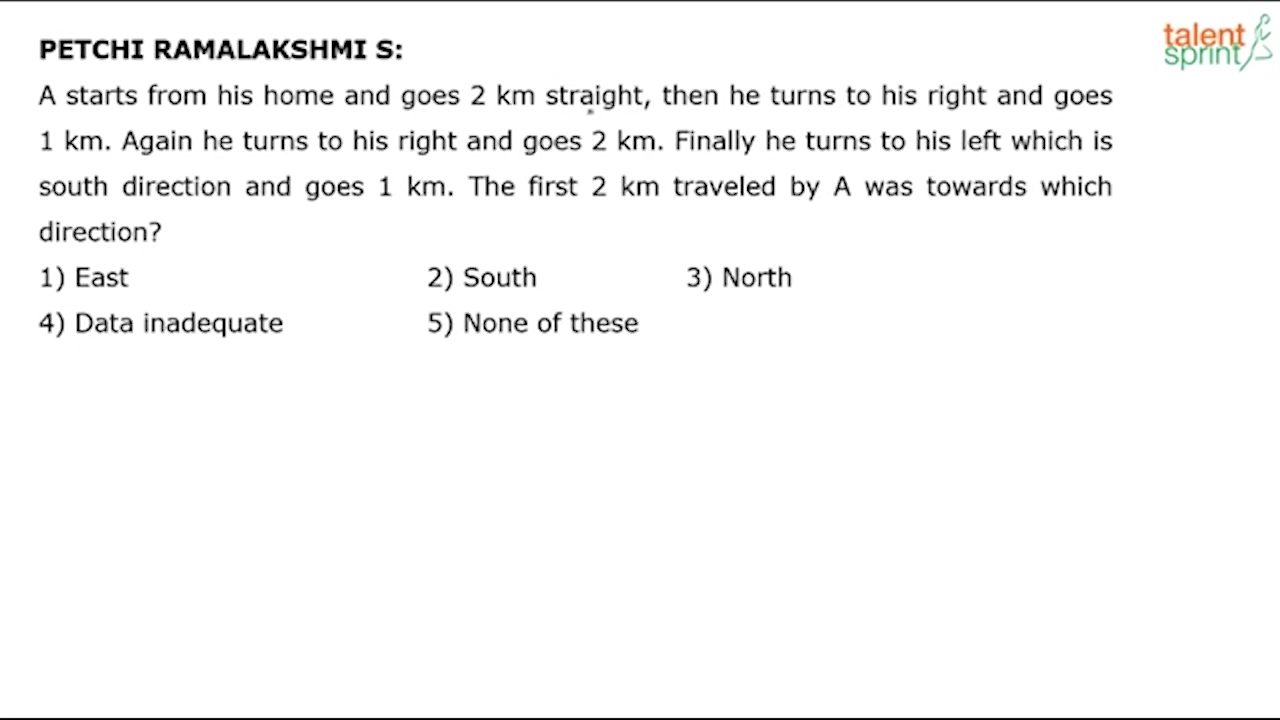 talent
sprint
PETCHI RAMALAKSHMI S:
A starts from his home and goes 2 km straight, then he turns to his right and goes
1 km. Again he turns to his right and goes 2 km. Finally he turns to his left which is
south direction and goes 1 km. The first 2 km traveled by A was towards which
direction?
1) East 2) South 3) North
4) Data inadequate 5) None of these